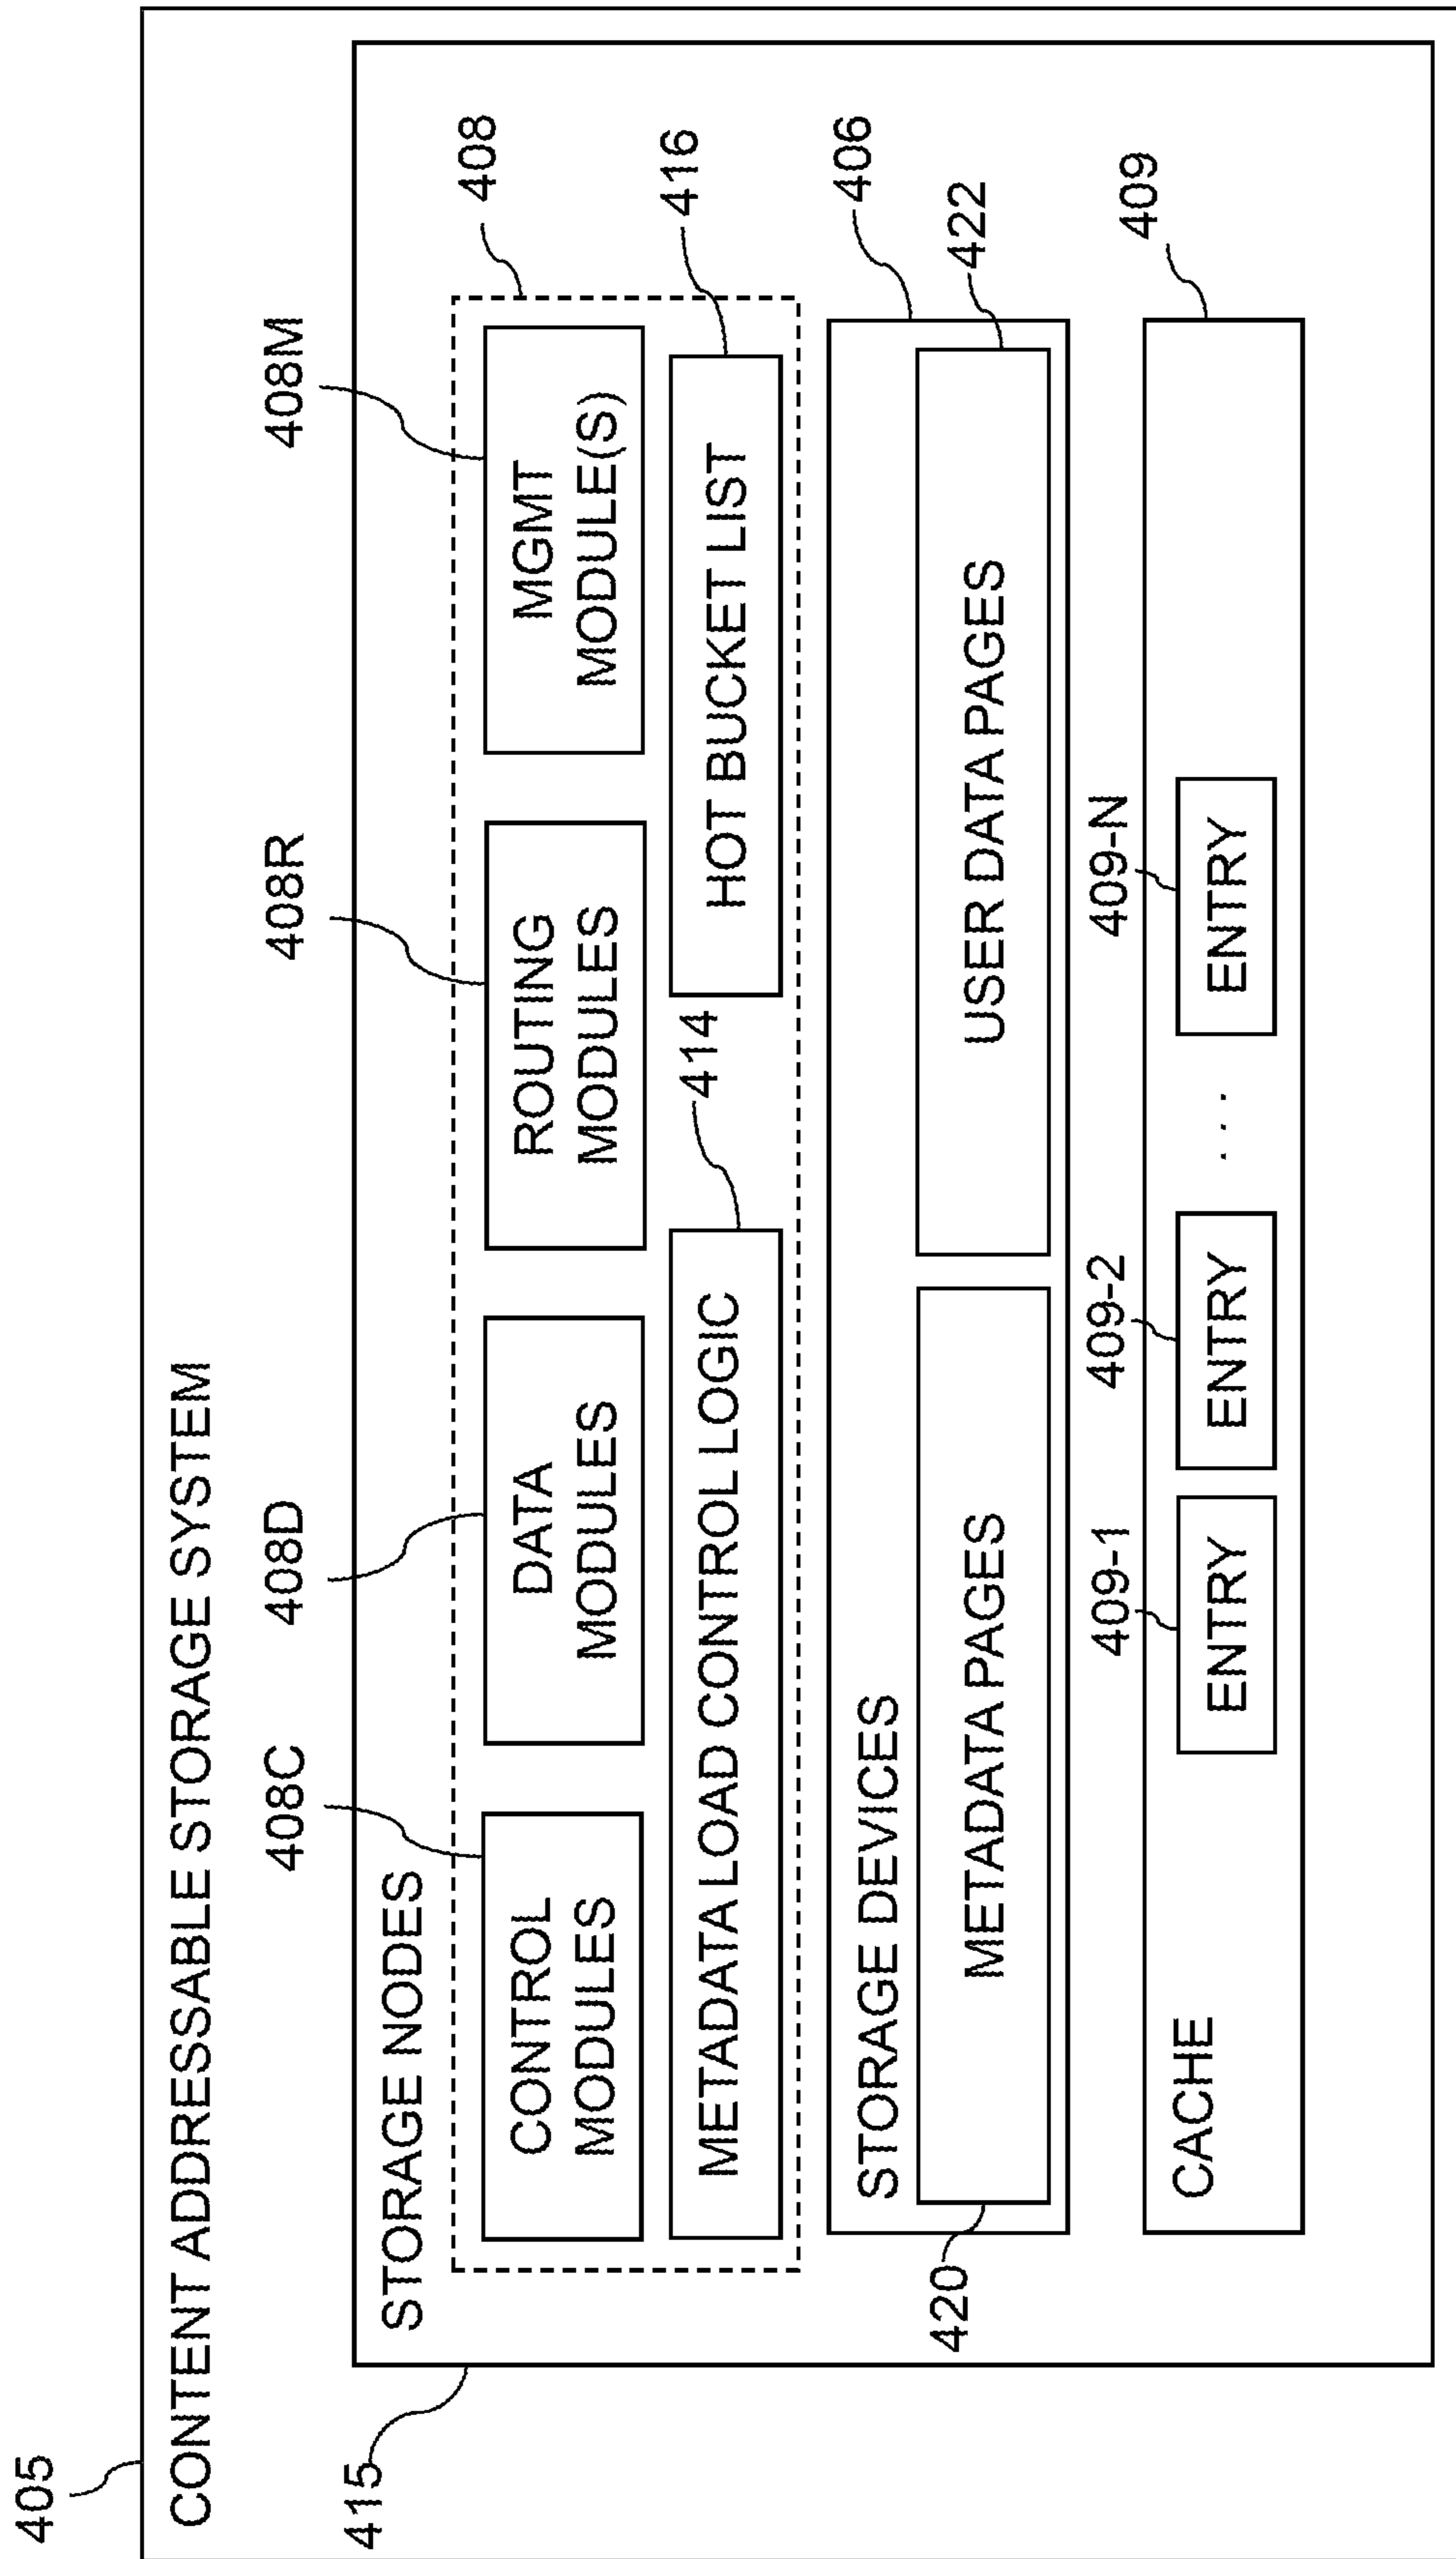 405
CONTENT ADDRESSABLE STORAGE SYSTEM
408C
408D
408R
408M
415
STORAGE NODES
408
CONTROL
MODULES
DATA
MODULES
ROUTING
MODULES
MGMT
MODULE(S)
414
416
METADATA LOAD CONTROL LOGIC
HOT BUCKET LIST
STORAGE DEVICES
406
420
METADATA PAGES
USER DATA PAGES
422
409-1
409-2
409-N
409
CACHE
ENTRY
ENTRY
. . .
ENTRY